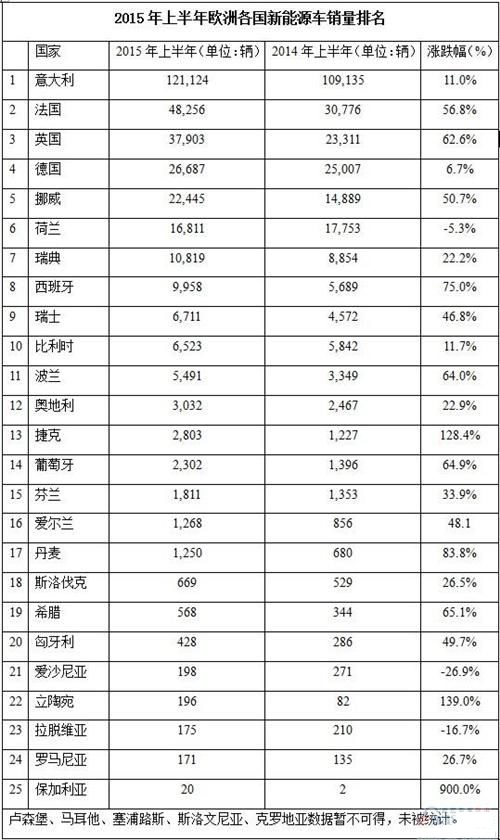 2015年上半年欧洲各国新能源车销量排名
国家 2015年上半年(单位:辆) 2014年上半年(单位:辆) 涨跌幅(%)
1 意大利 121,124 109,135 11.0%
2 法国 48,256 30,776 56.8%
3 英国 37,903 23,311 62.6%
4 德国 26,687 25,007 6.7%
5 挪威 22,445 14,889 50.7%
6 荷兰 16,811 17,753 -5.3%
7 瑞典 10,819 8,854 22.2%
8 西班牙 9,958 5,689 75.0%
9 瑞士 6,711 4,572 46.8%
10 比利时 6,523 5,842 11.7%
11 波兰 5,491 3,349 64.0%
12 奥地利 3,032 2,467 22.9%
13 捷克 2,803 1,227 128.4%
14 葡萄牙 2,302 1,396 64.9%
15 芬兰 1,811 1,353 33.9%
16 爱尔兰 1,268 856 48.1
17 丹麦 1,250 680 83.8%
18 斯洛伐克 669 529 26.5%
19 希腊 568 344 65.1%
20 匈牙利 428 286 49.7%
21 爱沙尼亚 198 271 -26.9%
22 立陶宛 196 82 139.0%
23 拉脱维亚 175 210 -16.7%
24 罗马尼亚 171 135 26.7%
25 保加利亚 20 2 900.0%
卢森堡、马耳他、塞浦路斯、斯洛文尼亚、克罗地亚数据暂不可得，未被统计。